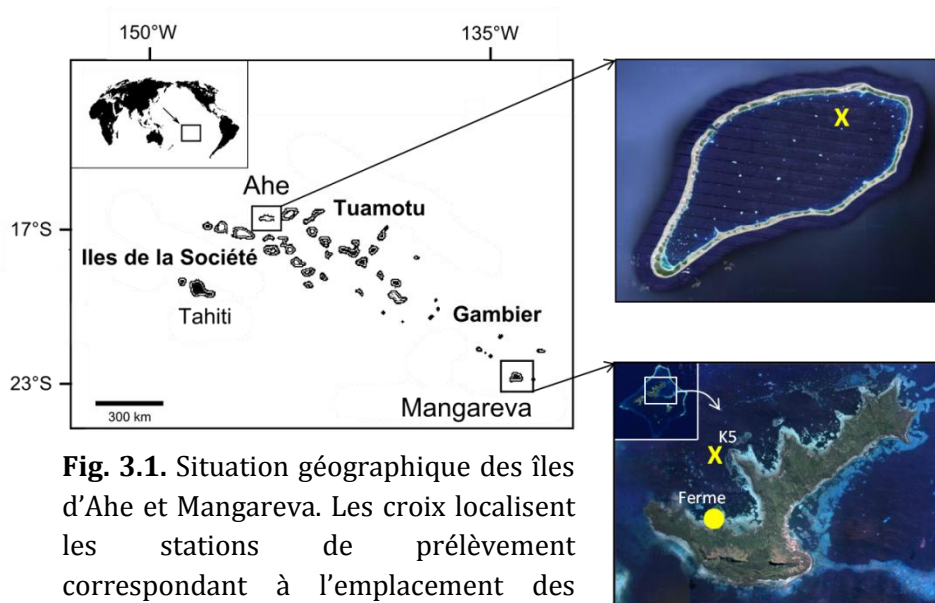 150°W
135°W
Ahe
Tuamotu
17°S
Iles de la Société
Tahiti
Gambier
23°S
300 km
Mangareva
X
K5
X
Ferme
Fig. 3.1. Situation géographique des îles
d’Ahe et Mangareva. Les croix localisent
les stations de prélèvement
correspondant à l’emplacement des